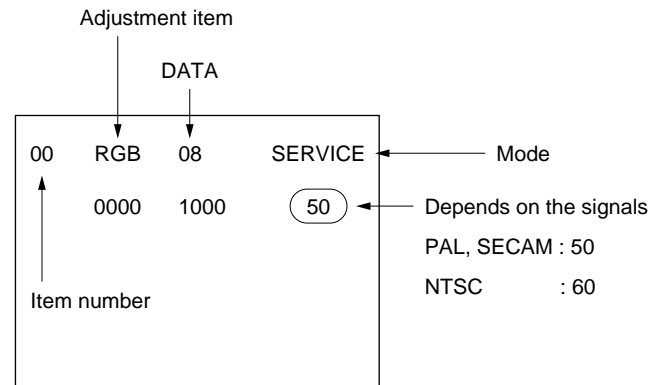 Adjustment item
DATA
00 RGB 08 SERVICE
Mode
0000 1000 50
Depends on the signals
PAL, SECAM : 50
NTSC : 60
Item number